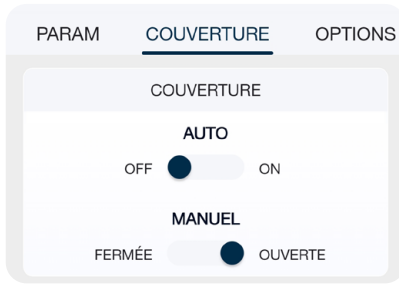 PARAM COUVERTURE OPTIONS
COUVERTURE
AUTO
OFF ON
MANUEL
FERMÉE OUVERTE